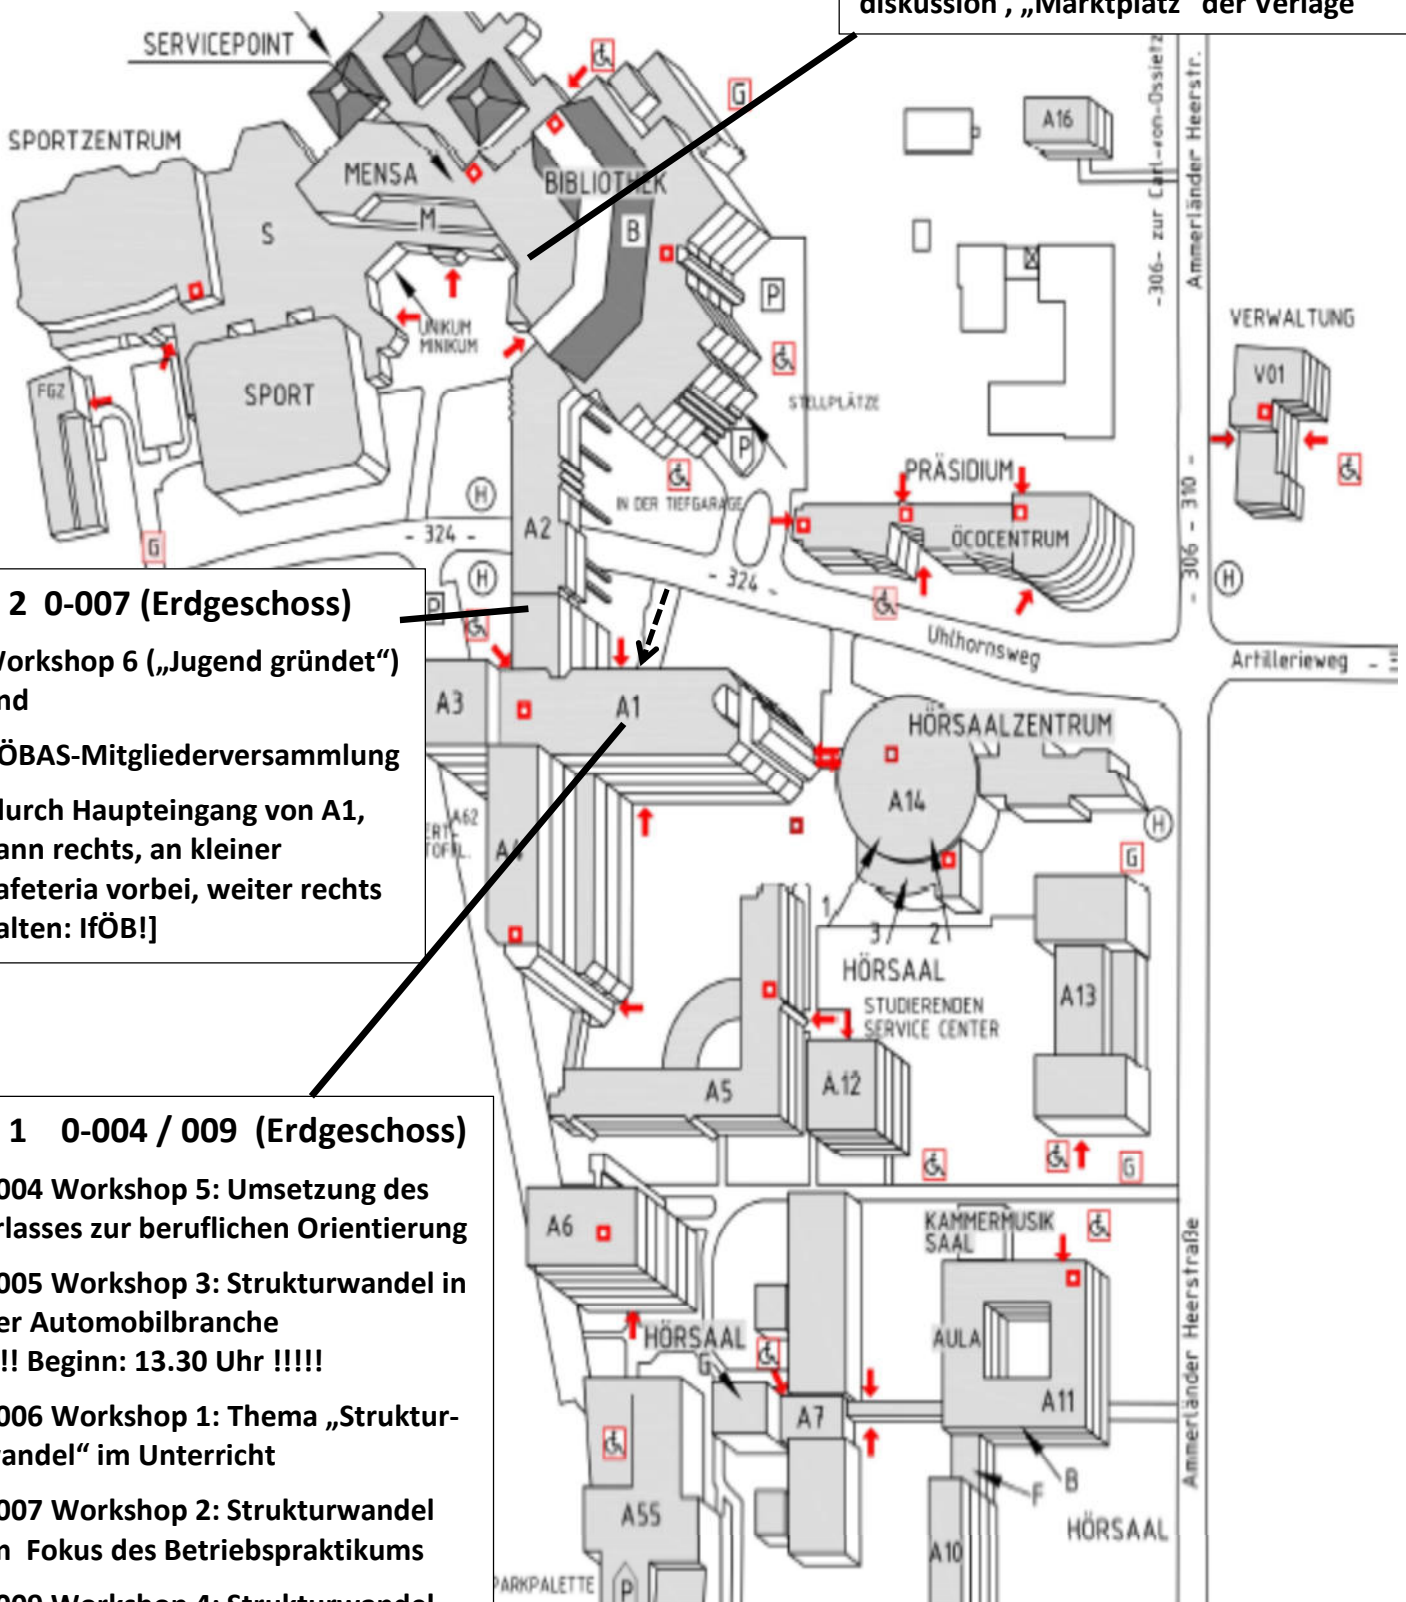 diskussion , „Marktplatz“ der Verlage
SERVICEPOINT
SPORTZENTRUM
MENSA
M
BIBLIOTHEK
B
G
A16
-306- zur Carl-von-Ossietz
Ammerländer Heerstr.
S
P
UNIKUM
MINIKUM
VERWALTUNG
V01
FGZ
SPORT
STELLPLÄTZE
P
H
IN DER TIEFGARAGE
PRÄSIDIUM
ÖCOCENTRUM
- 306 - 310 -
A2
- 324 -
G
H
- 324 -
H
P
Uhlhornsweg
Artillerieweg -
2 0-007 (Erdgeschoss)
Workshop 6 („Jugend gründet“)
nd
ÖBAS-Mitgliederversammlung
durch Haupteingang von A1,
ann rechts, an kleiner
afeteria vorbei, weiter rechts
alten: IfÖB!]
A3
A1
HÖRSAALZENTRUM
A14
A62
A4
H
G
1
3
2
HÖRSAAL
STUDIERENDEN
SERVICE CENTER
A13
A5
A12
1 0-004 / 009 (Erdgeschoss)
004 Workshop 5: Umsetzung des
rlasses zur beruflichen Orientierung
005 Workshop 3: Strukturwandel in
er Automobilbranche
!! Beginn: 13.30 Uhr !!!!!
006 Workshop 1: Thema „Struktur-
wandel“ im Unterricht
007 Workshop 2: Strukturwandel
m Fokus des Betriebspraktikums
009 Workshop 4: Strukturwandel
G
A6
KAMMERMUSIK
SAAL
HÖRSAAL
G
AULA
A11
A7
Ammerländer Heerstraße
B
F
HÖRSAAL
A55
A10
PARKPALETTE
P